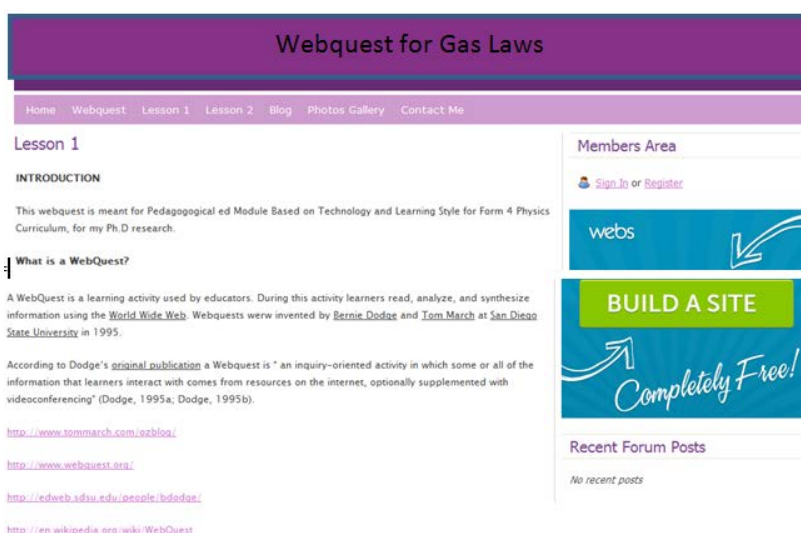 Webquest for Gas Laws
Home Webquest Lesson 1 Lesson 2 Blog Photos Gallery Contact Me
Lesson 1
INTRODUCTION
This webquest is meant for Pedagogogical ed Module Based on Technology and Learning Style for Form 4 Physics
Curriculum, for my Ph.D research.
What is a WebQuest?
A WebQuest is a learning activity used by educators. During this activity learners read, analyze, and synthesize
information using the World Wide Web. Webquests werw invented by Bernie Dodge and Tom March at San Diego
State University in 1995.
According to Dodge's original publication a Webquest is " an inquiry-oriented activity in which some or all of the
information that learners interact with comes from resources on the internet, optionally supplemented with
videoconferencing" (Dodge, 1995a; Dodge, 1995b).
http://www.tommarch.com/ozblog/
http://www.webquest.org/
http://edweb.sdsu.edu/people/bdodge/
http://en.wikipedia.org/wiki/WebQuest
Members Area
Sign In or Register
webs
BUILD A SITE
Completely Free!
Recent Forum Posts
No recent posts